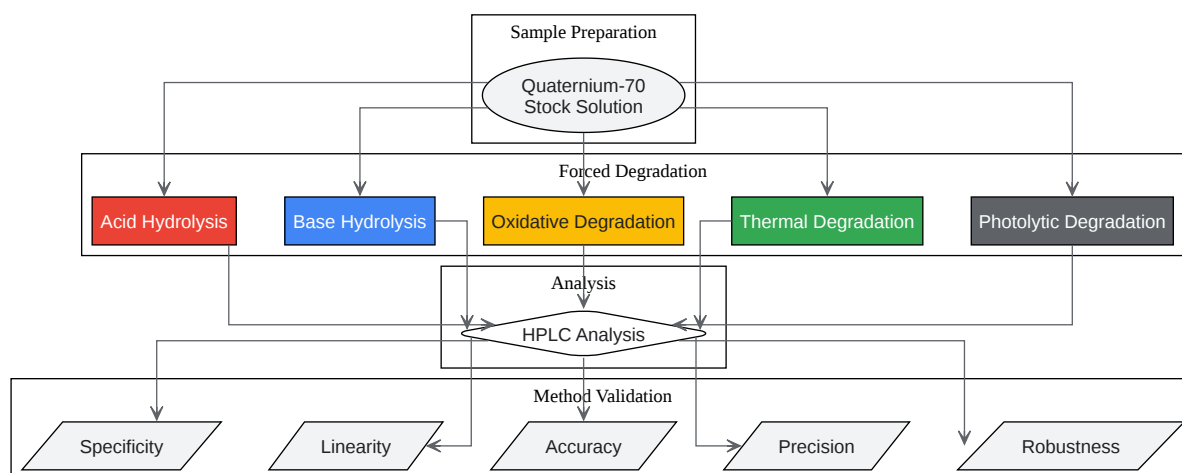 Sample Preparation
Quaternium-70
Stock Solution
Forced Degradation
Acid Hydrolysis
Base Hydrolysis
Oxidative Degradation
Thermal Degradation
Photolytic Degradation
Analysis
HPLC Analysis
Method Validation
Specificity
Linearity
Accuracy
Precision
Robustness